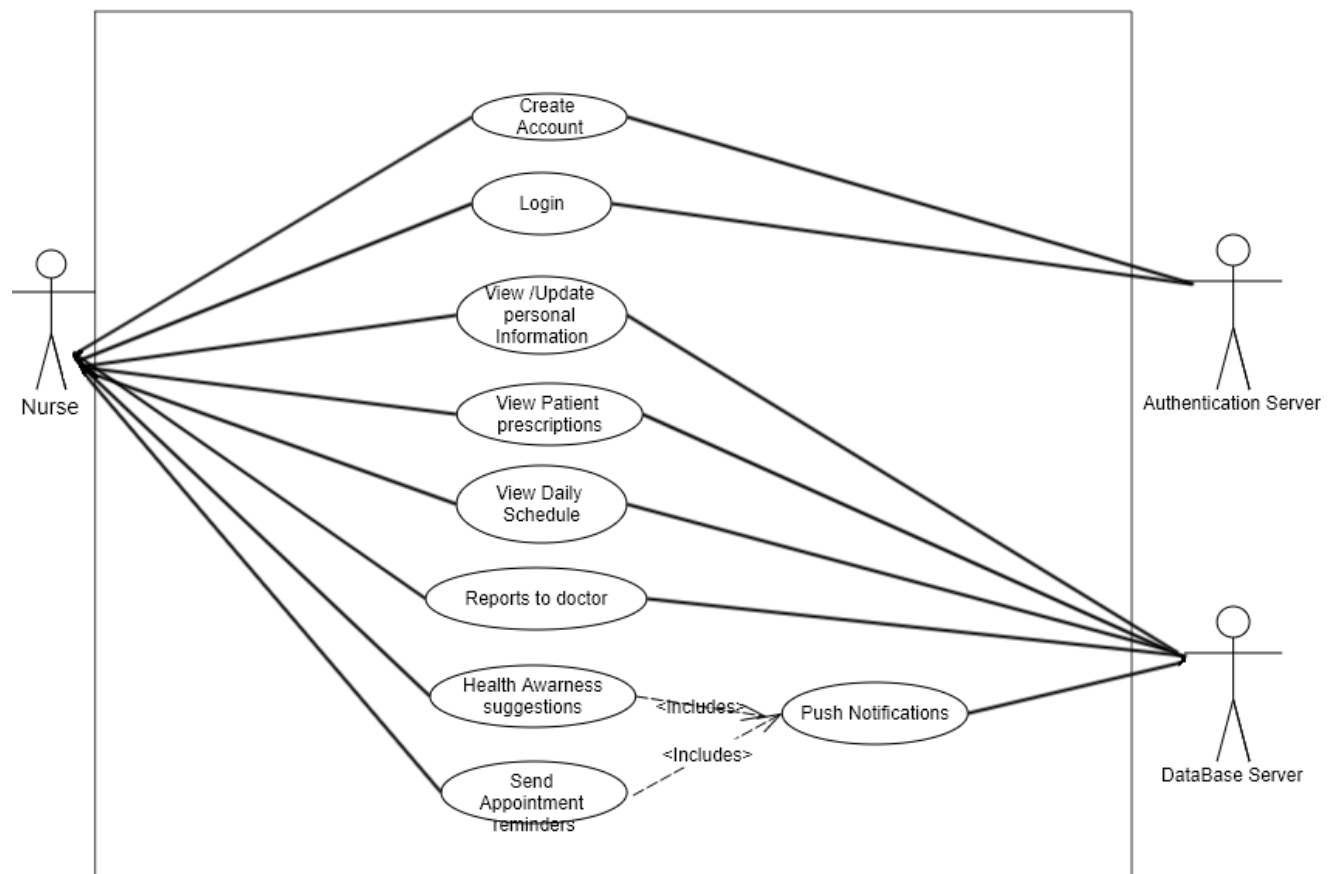 Create
Account
Login
View /Update
personal
Information
Nurse
Authentication Server
View Patient
prescriptions
View Daily
Schedule
Reports to doctor
Health Awarness
suggestions
<Includes>
Push Notifications
<Includes>
DataBase Server
Send
Appointment
reminders